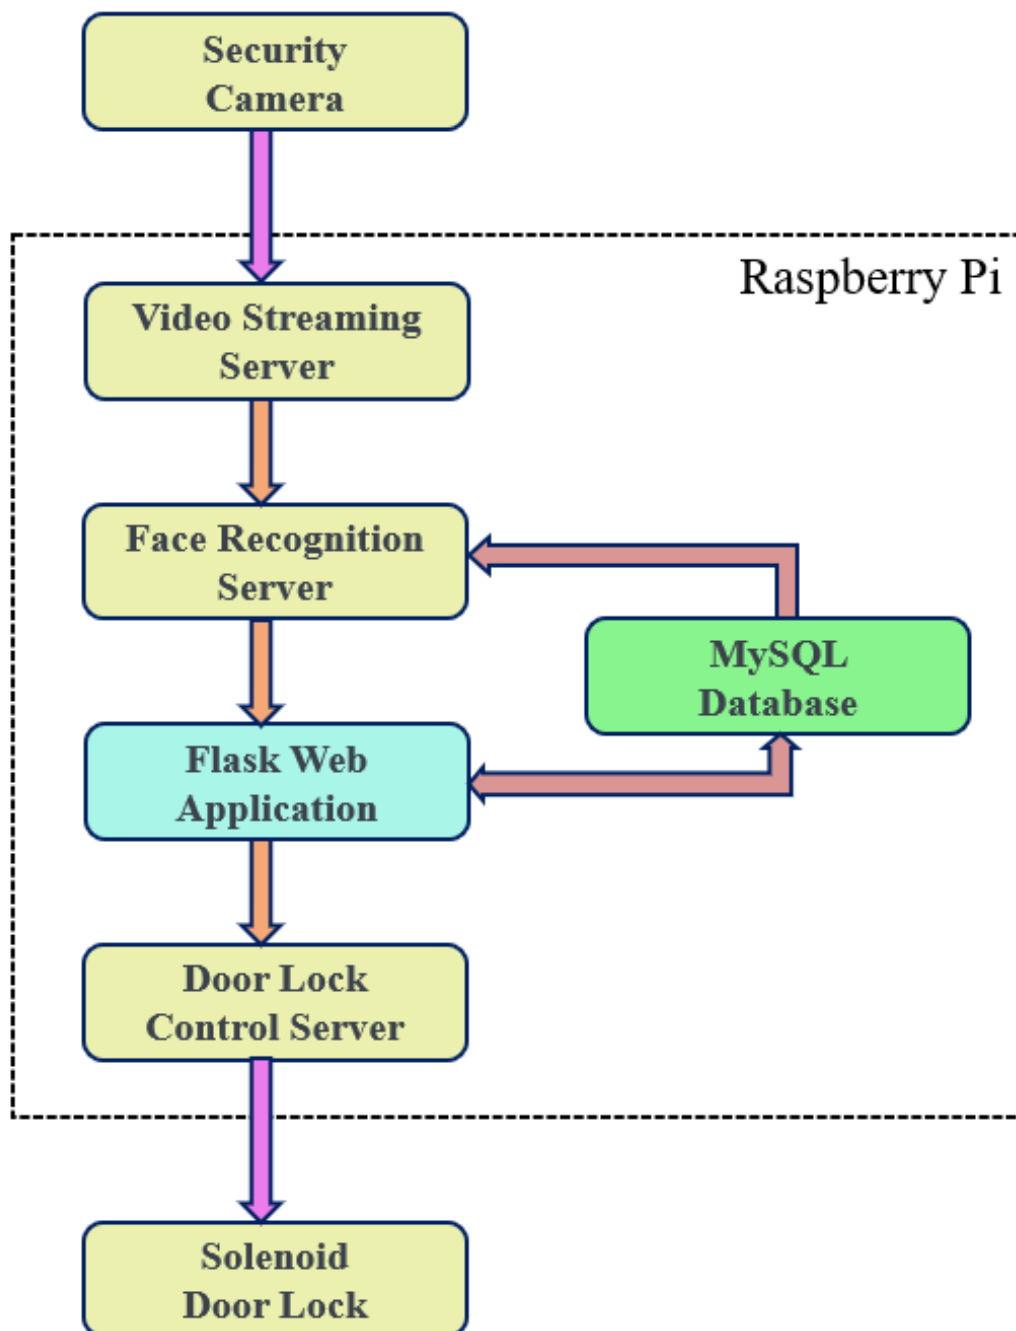 Security
Camera
Raspberry Pi
Video Streaming
Server
Face Recognition
Server
MySQL
Database
Flask Web
Application
Door Lock
Control Server
Solenoid
Door Lock